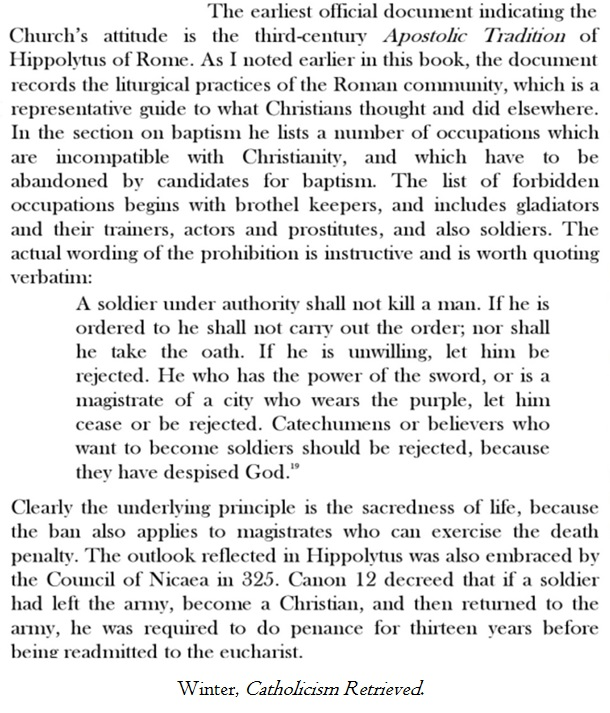 The earliest official document indicating the
Church's attitude is the third-century Apostolic Tradition of
Hippolytus of Rome. As I noted earlier in this book, the document
records the liturgical practices of the Roman community, which is a
representative guide to what Christians thought and did elsewhere.
In the section on baptism he lists a number of occupations which
are incompatible with Christianity, and which have to be
abandoned by candidates for baptism. The list of forbidden
occupations begins with brothel keepers, and includes gladiators
and their trainers, actors and prostitutes, and also soldiers. The
actual wording of the prohibition is instructive and is worth quoting
verbatim:
A soldier under authority shall not kill a man. If he is
ordered to he shall not carry out the order; nor shall
he take the oath. If he is unwilling, let him be
rejected. He who has the power of the sword, or is a
magistrate of a city who wears the purple, let him
cease or be rejected. Catechumens or believers who
want to become soldiers should be rejected, because
they have despised God.¹⁹
Clearly the underlying principle is the sacredness of life, because
the ban also applies to magistrates who can exercise the death
penalty. The outlook reflected in Hippolytus was also embraced by
the Council of Nicaea in 325. Canon 12 decreed that if a soldier
had left the army, become a Christian, and then returned to the
army, he was required to do penance for thirteen years before
being readmitted to the eucharist.
Winter, Catholicism Retrieved.